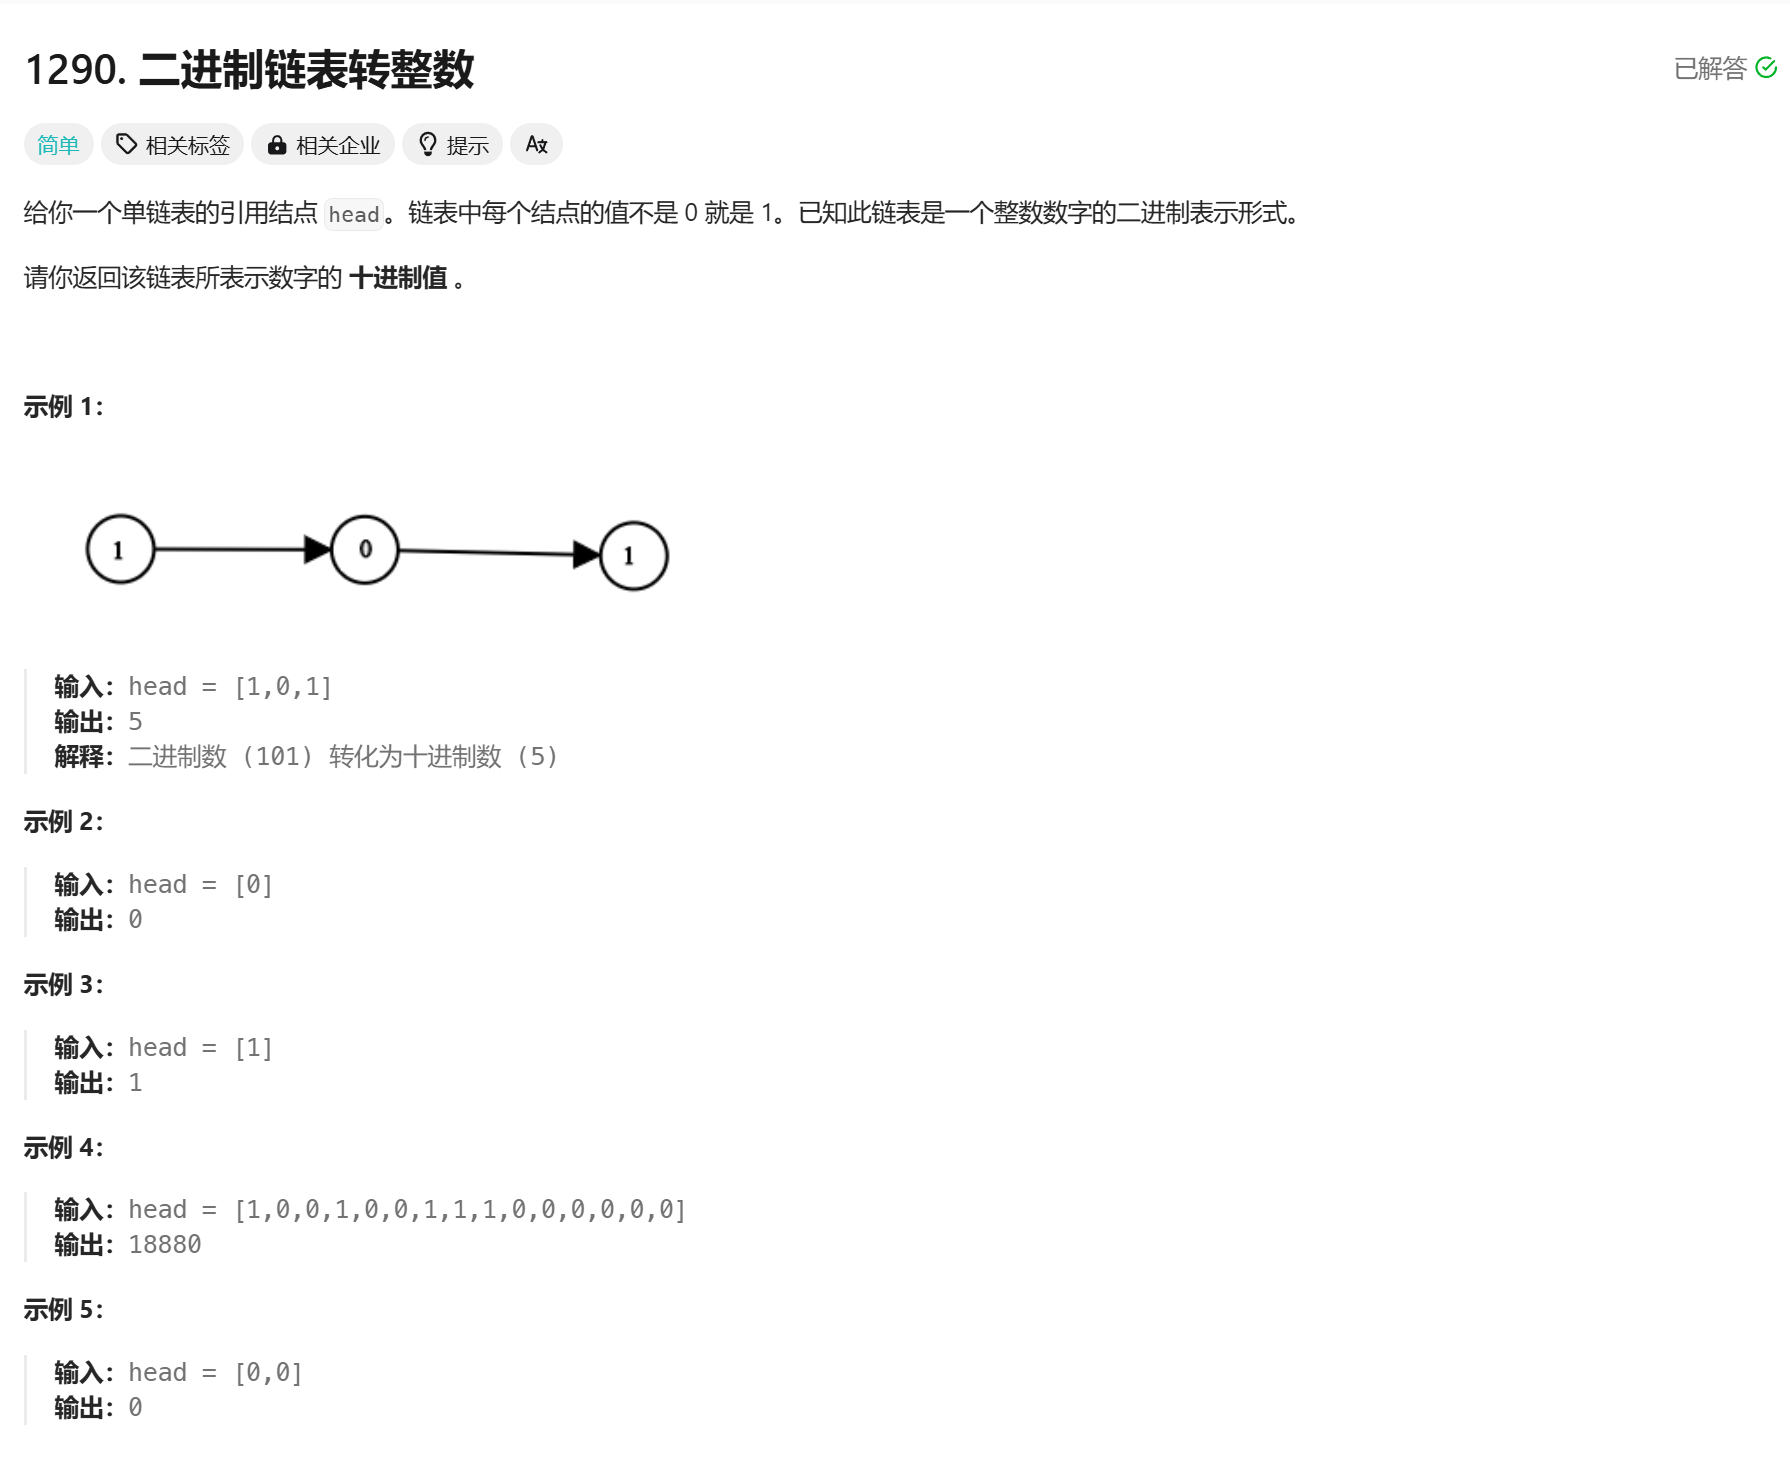 1290. 二进制链表转整数
已解答
简单 相关标签 相关企业 提示 A文
给你一个单链表的引用结点 head。链表中每个结点的值不是 0 就是 1。已知此链表是一个整数数字的二进制表示形式。
请你返回该链表所表示数字的 十进制值 。
示例 1：
1 0 1
输入：head = [1,0,1]
输出：5
解释：二进制数 (101) 转化为十进制数 (5)
示例 2：
输入：head = [0]
输出：0
示例 3：
输入：head = [1]
输出：1
示例 4：
输入：head = [1,0,0,1,0,0,1,1,1,0,0,0,0,0,0]
输出：18880
示例 5：
输入：head = [0,0]
输出：0